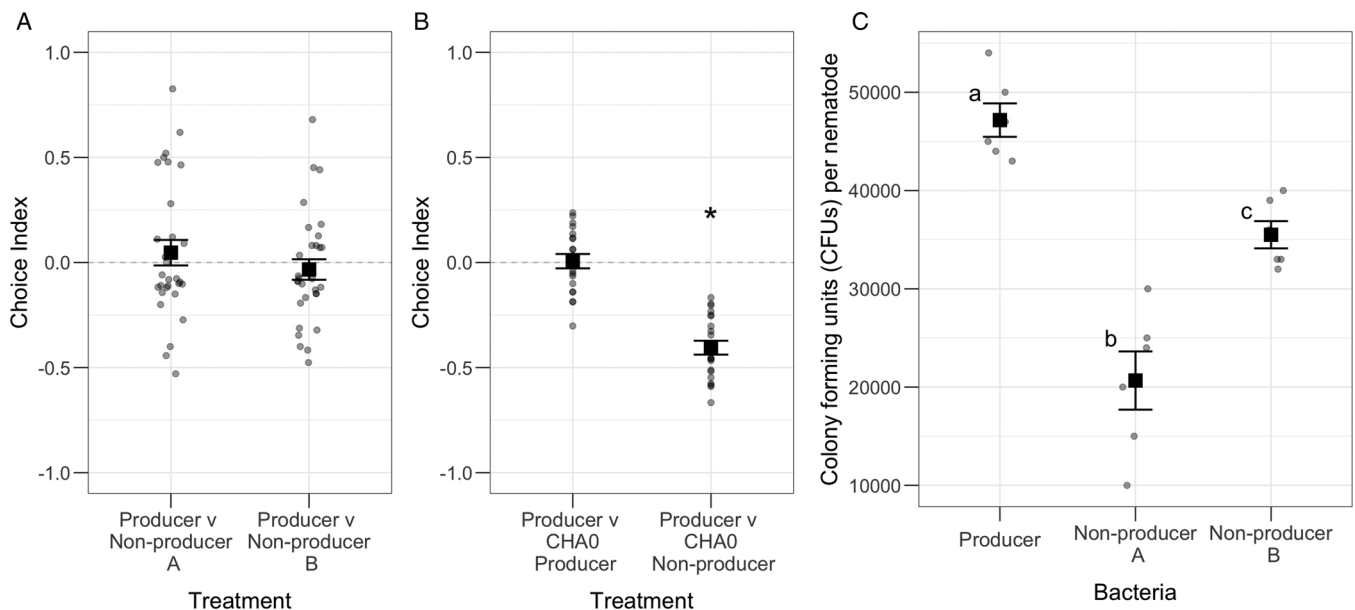 A
Choice Index
1.0
0.5
0.0
-0.5
-1.0
Producer v
Non-producer
A
Producer v
Non-producer
B
Treatment
B
Choice Index
1.0
0.5
0.0
-0.5
-1.0
*
Producer v
CHA0
Producer
Producer v
CHA0
Non-producer
Treatment
C
Colony forming units (CFUs) per nematode
50000
40000
30000
20000
10000
a
b
c
Producer
Non-producer
A
Non-producer
B
Bacteria